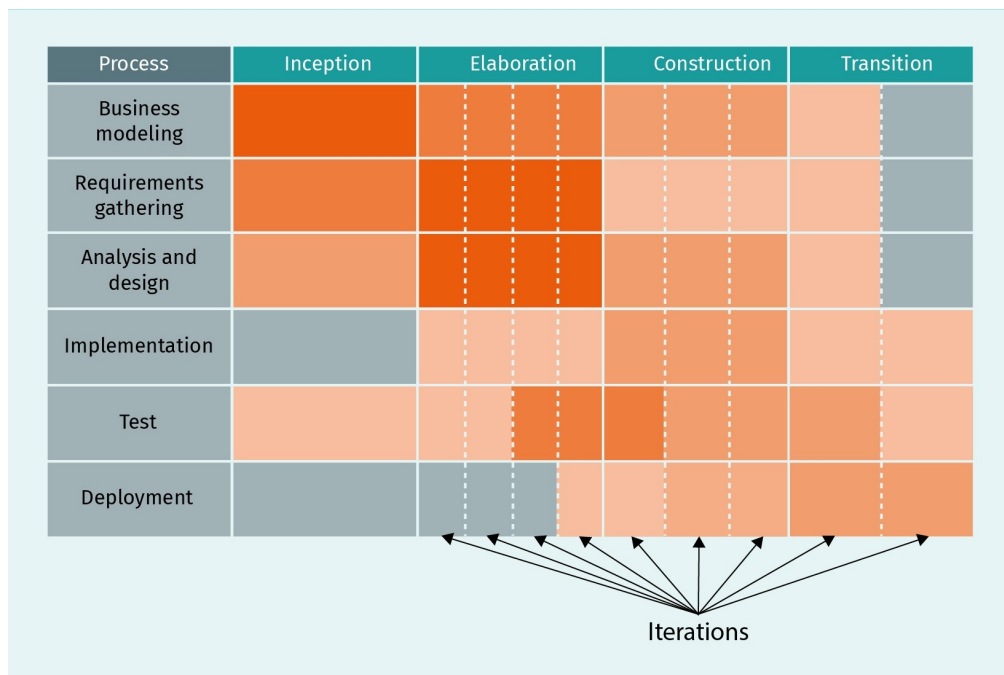 Process Inception Elaboration Construction Transition
Business
modeling
Requirements
gathering
Analysis and
design
Implementation
Test
Deployment
Iterations